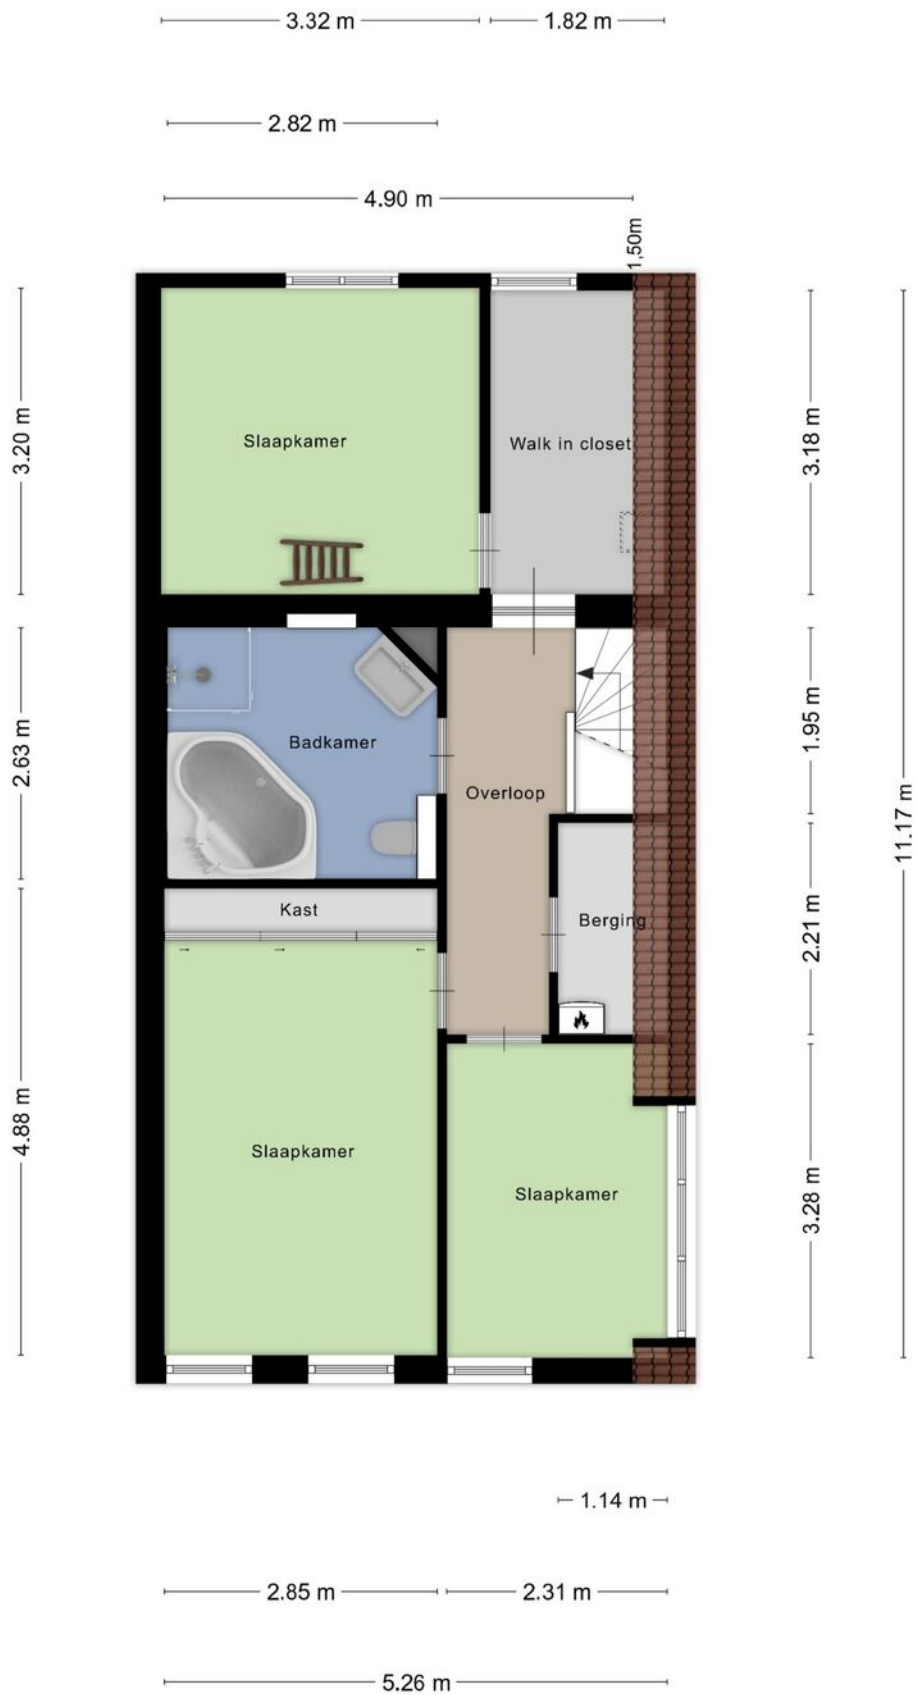 3.32 m
1.82 m
2.82 m
4.90 m
1,50m
3.20 m
Slaapkamer
Walk in closet
3.18 m
2.63 m
Badkamer
1.95 m
Overloop
11.17 m
Kast
Berging
2.21 m
4.88 m
Slaapkamer
Slaapkamer
3.28 m
1.14 m
2.85 m
2.31 m
5.26 m